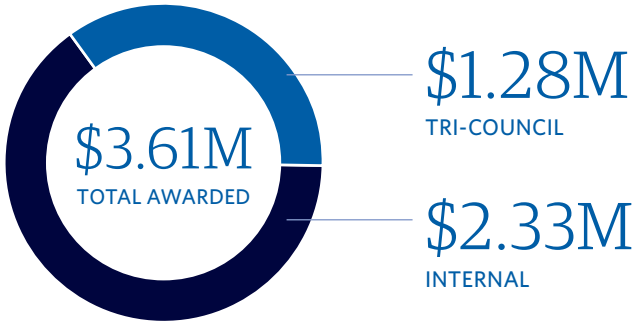 $3.61M
TOTAL AWARDED
$1.28M
TRI-COUNCIL
$2.33M
INTERNAL